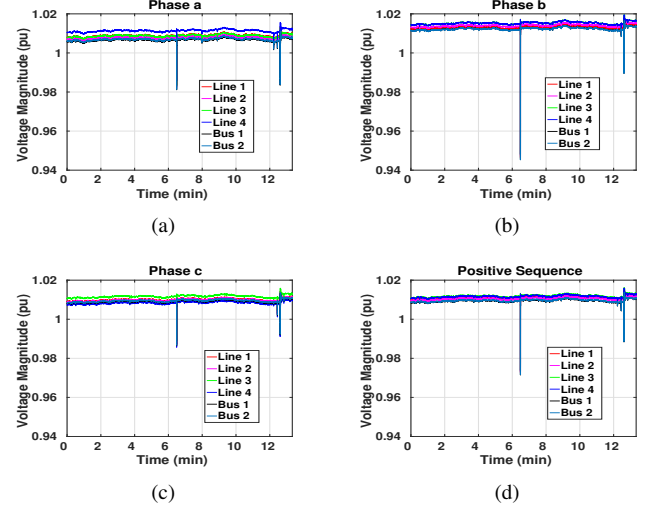 Phase a
Voltage Magnitude (pu)
1.02
1
0.98
0.96
0.94
Line 1
Line 2
Line 3
Line 4
Bus 1
Bus 2
0 2 4 6 8 10 12
Time (min)
(a)
Phase b
Voltage Magnitude (pu)
1.02
1
0.98
0.96
0.94
Line 1
Line 2
Line 3
Line 4
Bus 1
Bus 2
0 2 4 6 8 10 12
Time (min)
(b)
Phase c
Voltage Magnitude (pu)
1.02
1
0.98
0.96
0.94
Line 1
Line 2
Line 3
Line 4
Bus 1
Bus 2
0 2 4 6 8 10 12
Time (min)
(c)
Positive Sequence
Voltage Magnitude (pu)
1.02
1
0.98
0.96
0.94
Line 1
Line 2
Line 3
Line 4
Bus 1
Bus 2
0 2 4 6 8 10 12
Time (min)
(d)